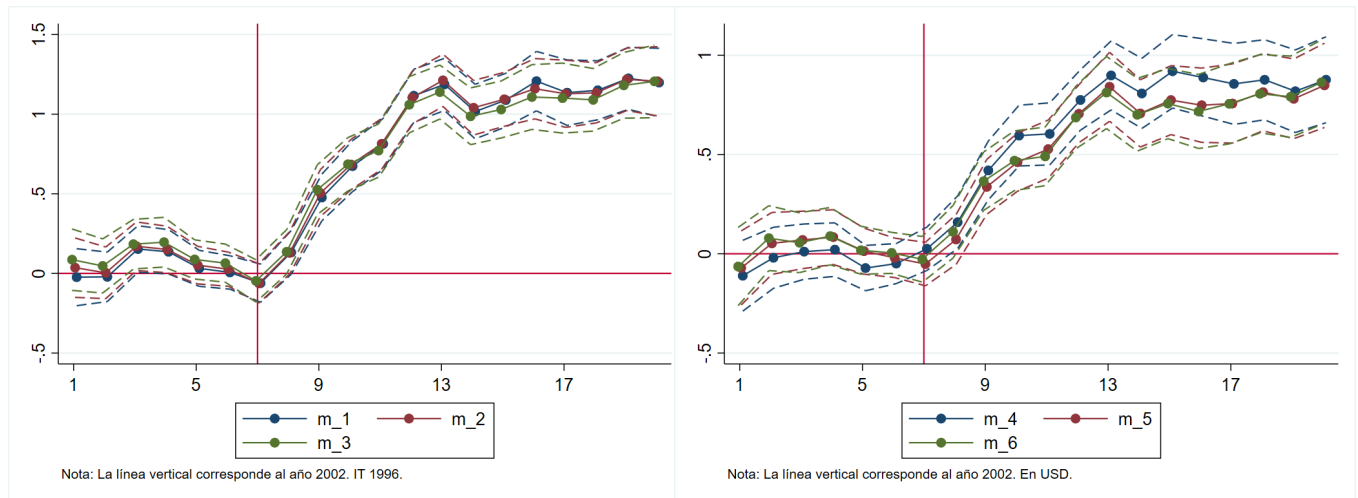 1.5
1
.5
0
-.5
1 5 9 13 17
m_1 m_2
m_3
Nota: La línea vertical corresponde al año 2002. IT 1996.
1
.5
0
-.5
1 5 9 13 17
m_4 m_5
m_6
Nota: La línea vertical corresponde al año 2002. En USD.